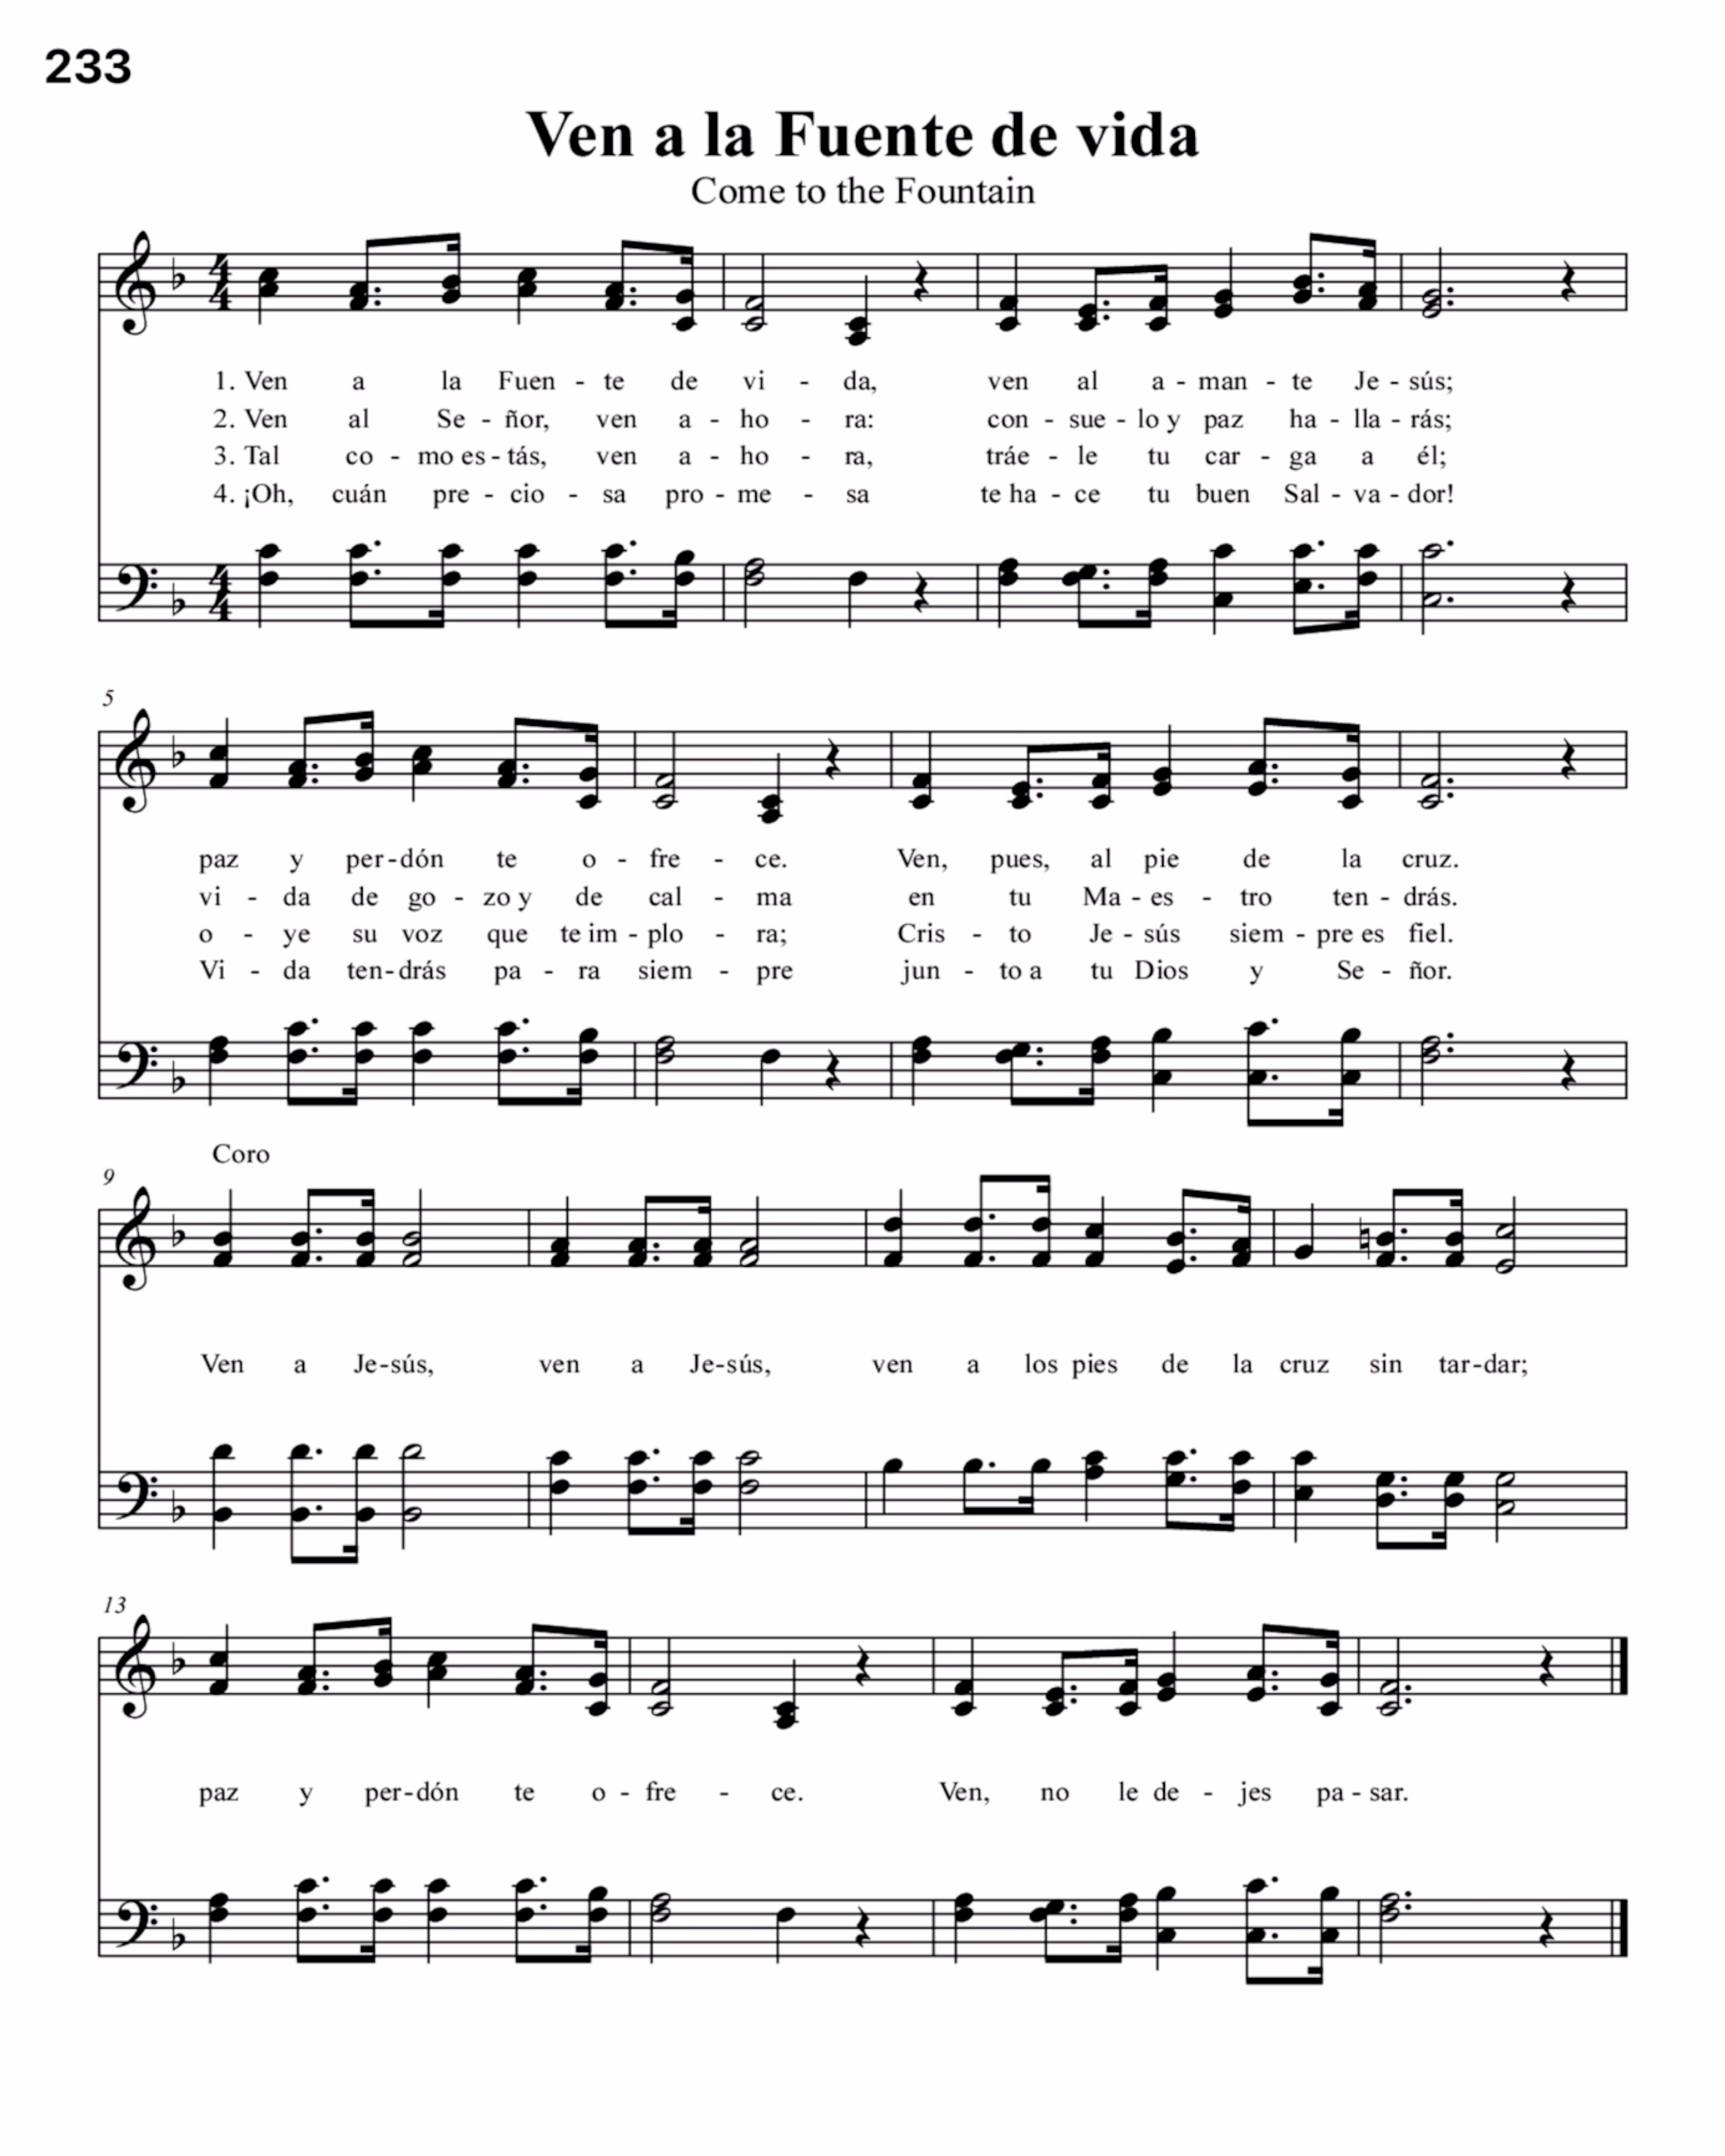 233
Ven a la Fuente de vida
Come to the Fountain
1. Ven a la Fuen - te de vi - da, ven al a - man - te Je - sús;
2. Ven al Se - ñor, ven a - ho - ra: con - sue - lo y paz ha - lla - rás;
3. Tal co - mo es - tás, ven a - ho - ra, tráe - le tu car - ga a él;
4. ¡Oh, cuán pre - cio - sa pro - me - sa te ha - ce tu buen Sal - va - dor!
5
paz y per - dón te o - fre - ce. Ven, pues, al pie de la cruz.
vi - da de go - zo y de cal - ma en tu Ma - es - tro ten - drás.
o - ye su voz que te im - plo - ra; Cris - to Je - sús siem - pre es fiel.
Vi - da ten - drás pa - ra siem - pre jun - to a tu Dios y Se - ñor.
Coro
9
Ven a Je - sús, ven a Je - sús, ven a los pies de la cruz sin tar - dar;
13
paz y per - dón te o - fre - ce. Ven, no le de - jes pa - sar.